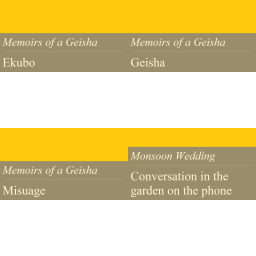 Memoirs of a Geisha
Ekubo
Memoirs of a Geisha
Geisha
Memoirs of a Geisha
Misuage
Monsoon Wedding
Conversation in the
garden on the phone